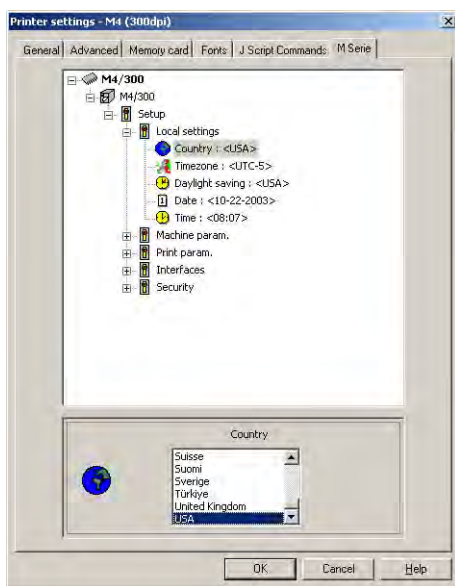 Printer settings - M4 (300dpi)
General Advanced Memory card Fonts J Script Commands M Serie
M4/300
M4/300
Setup
Local settings
Country : <USA>
Timezone : <UTC-5>
Daylight saving : <USA>
Date : <10-22-2003>
Time : <08:07>
Machine param.
Print param.
Interfaces
Security
Country
Suisse
Suomi
Sverige
Türkiye
United Kingdom
USA
OK Cancel Help